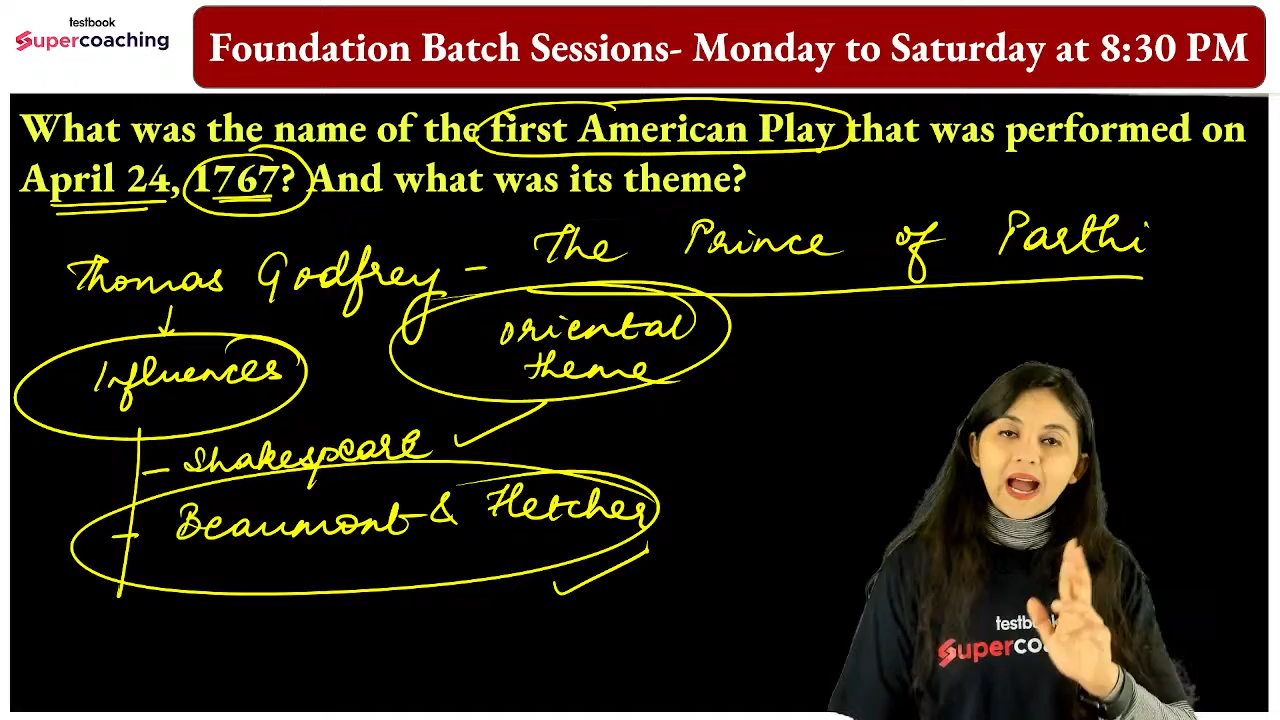 testbook
Supercoaching
Foundation Batch Sessions- Monday to Saturday at 8:30 PM
What was the name of the first American Play that was performed on
April 24, 1767? And what was its theme?
Thomas Godfrey - The Prince of Parthi
oriental
theme
Influences
- Shakespeare
- Beaumont & Fletcher
testbook
Superco